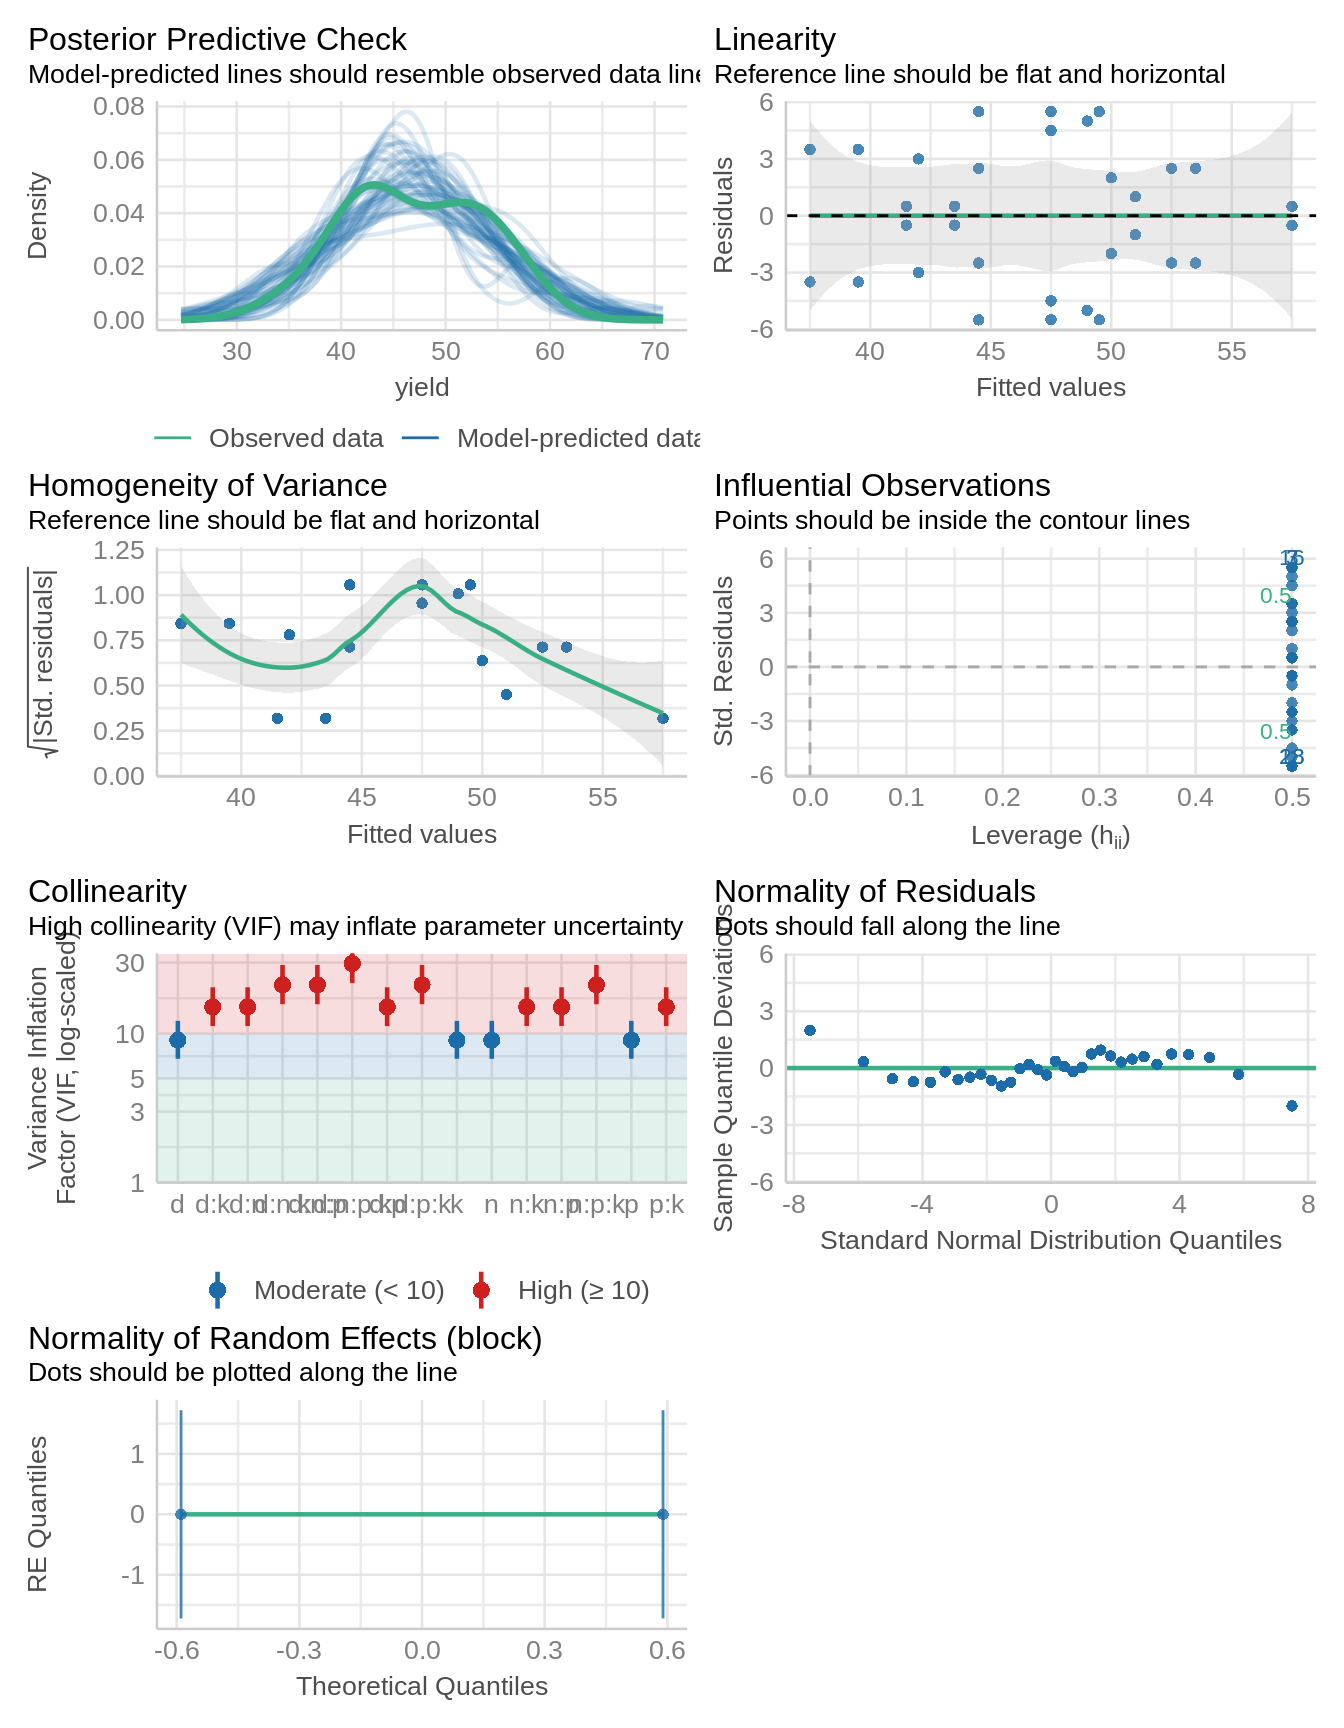 Posterior Predictive Check
Model-predicted lines should resemble observed data line
Density
0.08
0.06
0.04
0.02
0.00
30 40 50 60 70
yield
Observed data Model-predicted data
Linearity
Reference line should be flat and horizontal
Residuals
6
3
0
-3
-6
40 45 50 55
Fitted values
Homogeneity of Variance
Reference line should be flat and horizontal
√|Std. residuals|
1.25
1.00
0.75
0.50
0.25
0.00
40 45 50 55
Fitted values
Influential Observations
Points should be inside the contour lines
Std. Residuals
6
3
0
-3
-6
0.5
0.5
0.0 0.1 0.2 0.3 0.4 0.5
Leverage (hii)
Collinearity
High collinearity (VIF) may inflate parameter uncertainty
Variance Inflation
Factor (VIF, log-scaled)
30
10
5
3
1
d d:k k n n:k n:p n:p:k p p:k
Moderate (< 10) High (≥ 10)
Normality of Residuals
Dots should fall along the line
Sample Quantile Deviations
6
3
0
-3
-6
-8 -4 0 4 8
Standard Normal Distribution Quantiles
Normality of Random Effects (block)
Dots should be plotted along the line
RE Quantiles
1
0
-1
-0.6 -0.3 0.0 0.3 0.6
Theoretical Quantiles